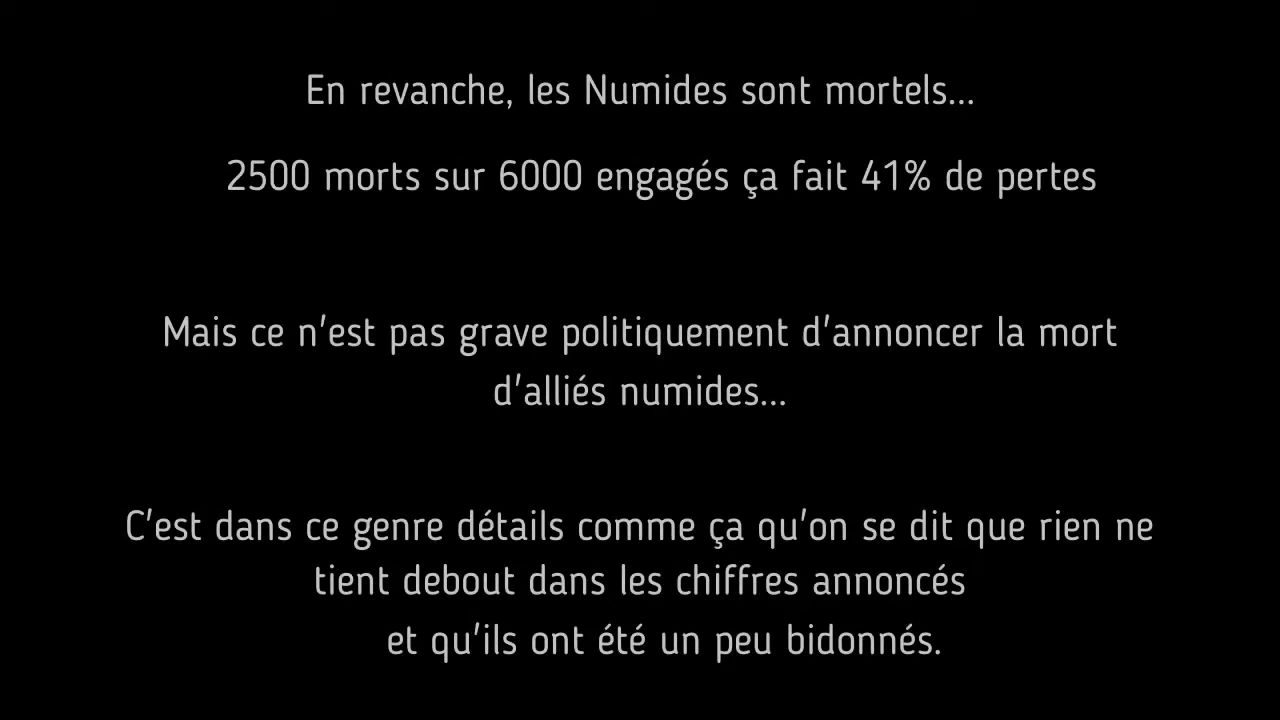 En revanche, les Numides sont mortels...
2500 morts sur 6000 engagés ça fait 41% de pertes
Mais ce n'est pas grave politiquement d'annoncer la mort
d'alliés numides...
C'est dans ce genre détails comme ça qu'on se dit que rien ne
tient debout dans les chiffres annoncés
et qu'ils ont été un peu bidonnés.